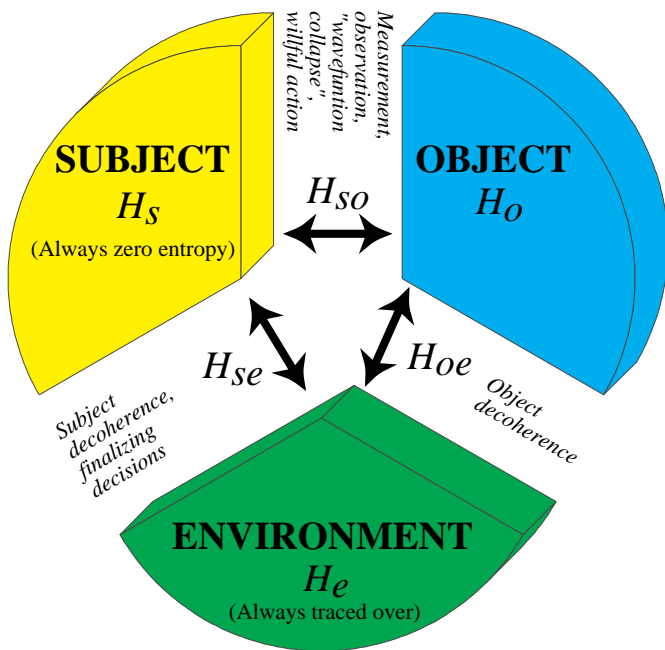 SUBJECT
Hs
(Always zero entropy)
Measurement,
observation,
"wavefuntion
collapse",
willful action
Hso
OBJECT
Ho
Hse
Hoe
Subject
decoherence,
finalizing
decisions
Object
decoherence
ENVIRONMENT
He
(Always traced over)